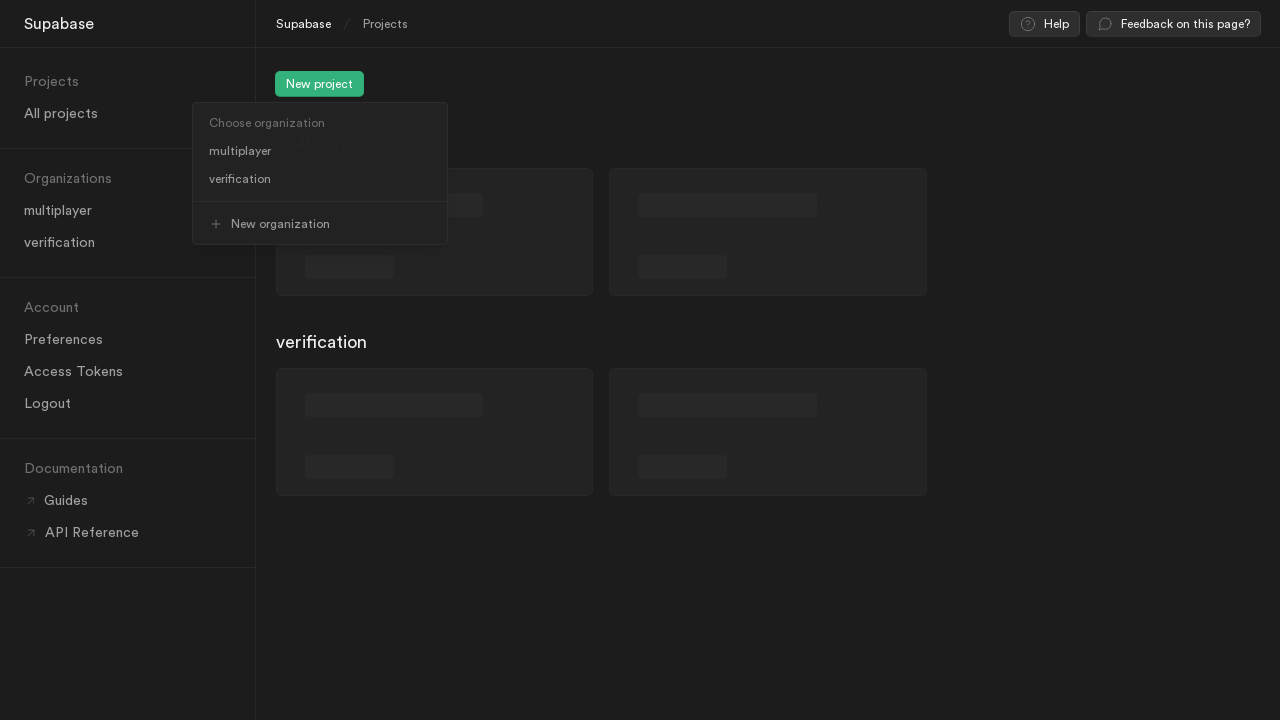 Supabase
Supabase / Projects
Help
Feedback on this page?
Projects
All projects
Organizations
multiplayer
verification
Account
Preferences
Access Tokens
Logout
Documentation
Guides
API Reference
New project
Choose organization
multiplayer
verification
New organization
verification